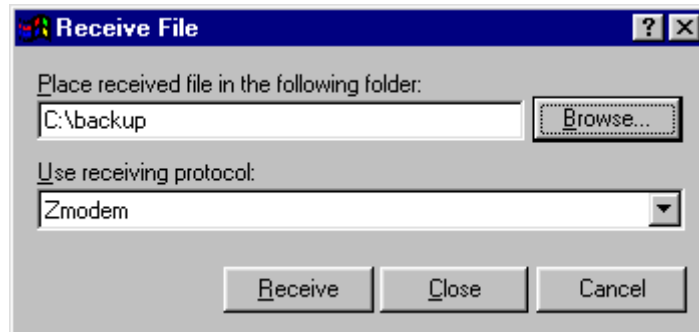 Receive File
Place received file in the following folder:
C:\backup
Browse...
Use receiving protocol:
Zmodem
Receive Close Cancel